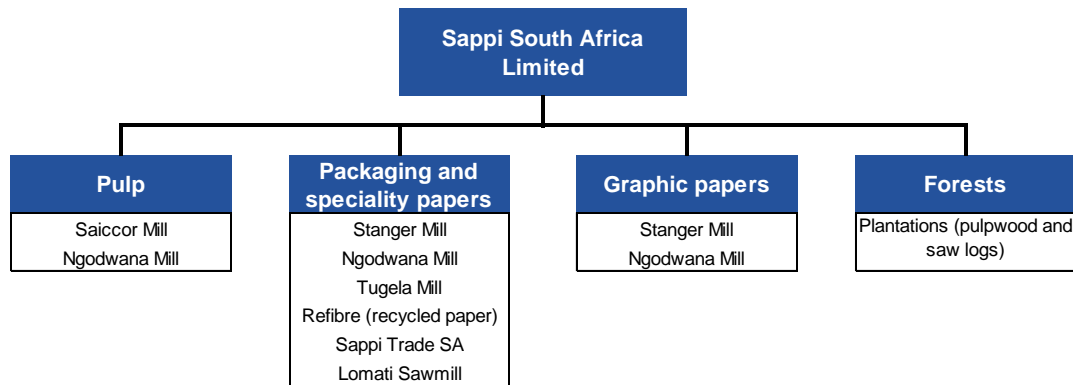 Sappi South Africa
Limited
Pulp
Saiccor Mill
Ngodwana Mill
Packaging and
speciality papers
Stanger Mill
Ngodwana Mill
Tugela Mill
Refibre (recycled paper)
Sappi Trade SA
Lomati Sawmill
Graphic papers
Stanger Mill
Ngodwana Mill
Forests
Plantations (pulpwood and
saw logs)